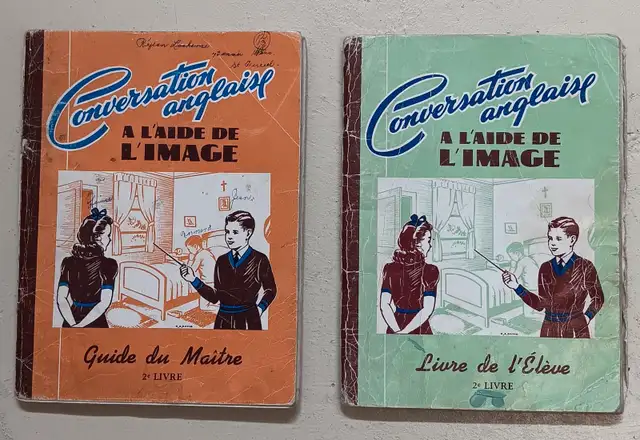 Conversation
anglaise
A L'AIDE DE
L'IMAGE
Guide du Maître
2e LIVRE
Conversation
anglaise
A L'AIDE DE
L'IMAGE
Livre de l'Élève
2e LIVRE